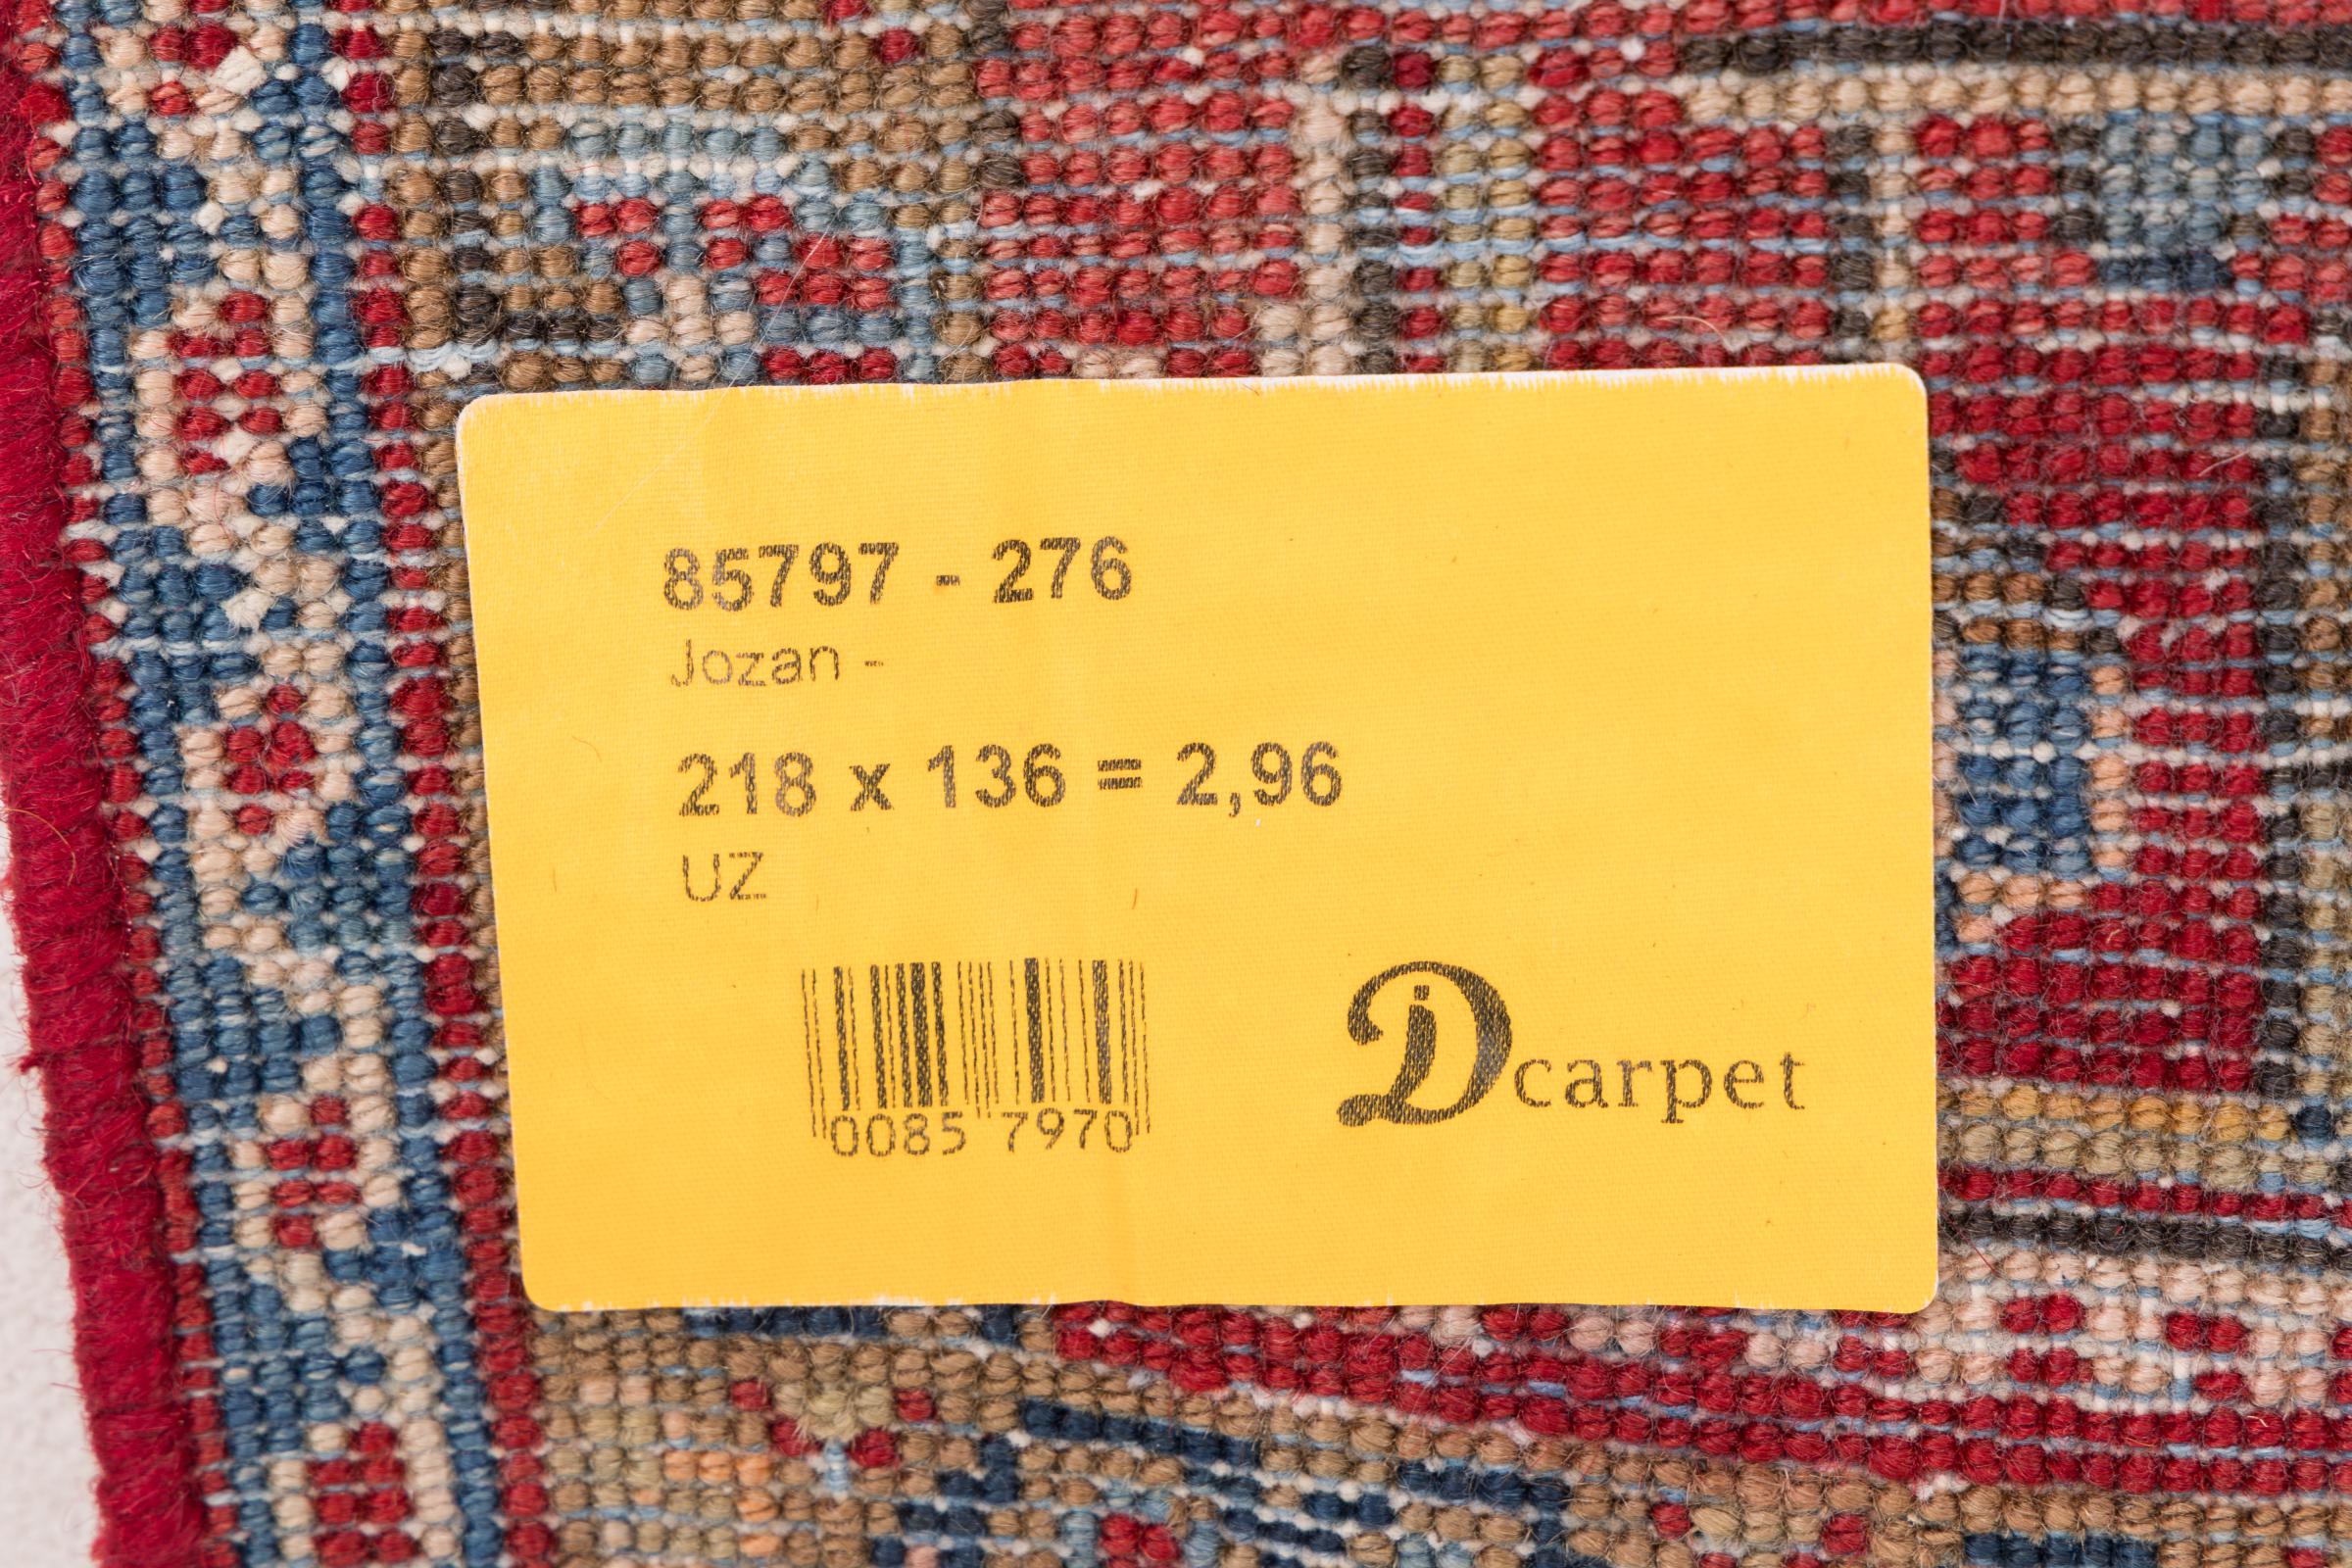 85797 - 276
Jozan -
218 x 136 = 2,96
UZ
0085 7970
Dcarpet